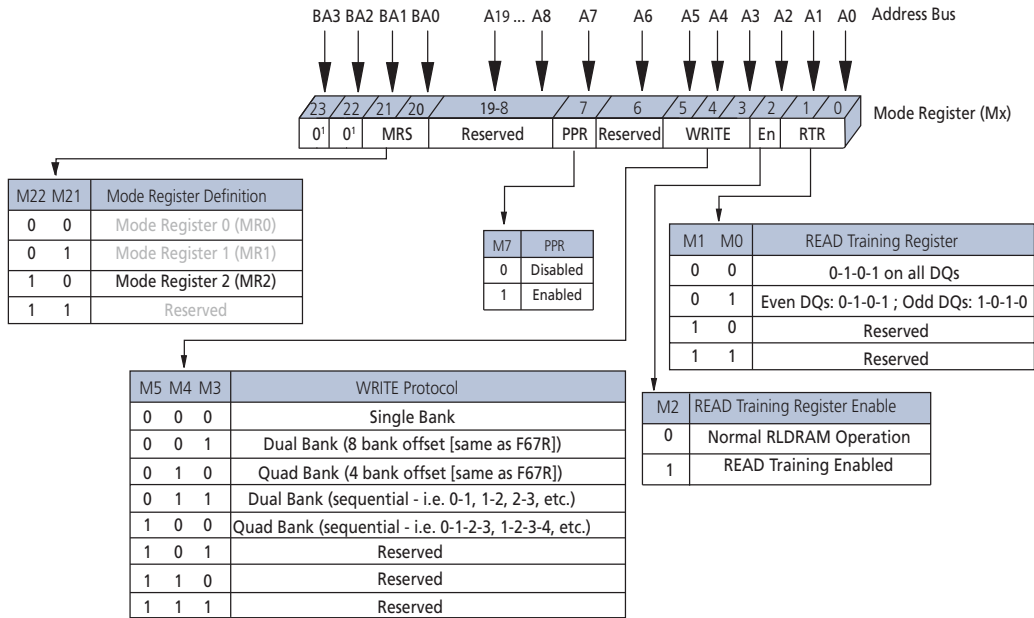 BA3 BA2 BA1 BA0 A19 ... A8 A7 A6 A5 A4 A3 A2 A1 A0 Address Bus
23 22 21 20 19-8 7 6 5 4 3 2 1 0 Mode Register (Mx)
0¹ 0¹ MRS Reserved PPR Reserved WRITE En RTR
M22 M21 Mode Register Definition
0 0 Mode Register 0 (MR0)
0 1 Mode Register 1 (MR1)
1 0 Mode Register 2 (MR2)
1 1 Reserved
M7 PPR
0 Disabled
1 Enabled
M1 M0 READ Training Register
0 0 0-1-0-1 on all DQs
0 1 Even DQs: 0-1-0-1 ; Odd DQs: 1-0-1-0
1 0 Reserved
1 1 Reserved
M5 M4 M3 WRITE Protocol
0 0 0 Single Bank
0 0 1 Dual Bank (8 bank offset [same as F67R])
0 1 0 Quad Bank (4 bank offset [same as F67R])
0 1 1 Dual Bank (sequential - i.e. 0-1, 1-2, 2-3, etc.)
1 0 0 Quad Bank (sequential - i.e. 0-1-2-3, 1-2-3-4, etc.)
1 0 1 Reserved
1 1 0 Reserved
1 1 1 Reserved
M2 READ Training Register Enable
0 Normal RLDRAM Operation
1 READ Training Enabled